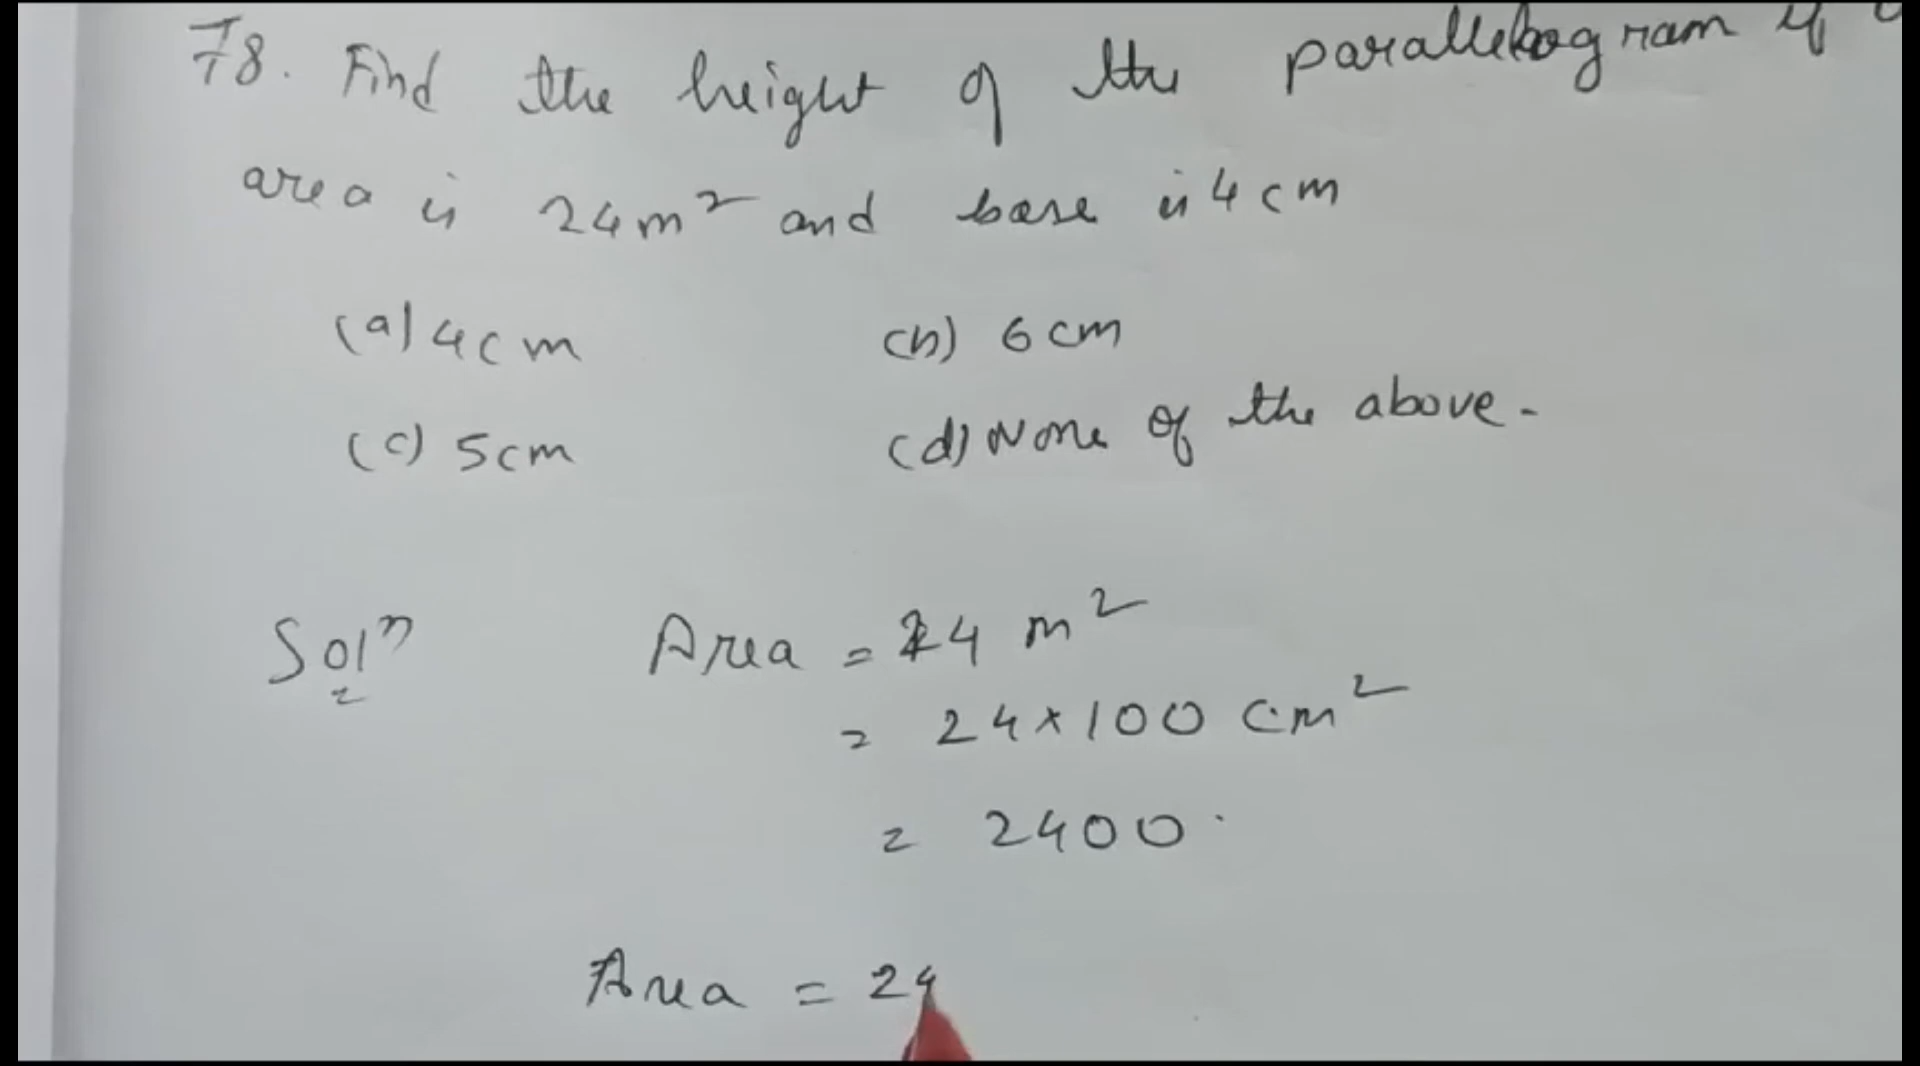 78. Find the height of the parallelogram if
area is 24m² and base is 4cm
(a) 4cm (b) 6cm
(c) 5cm (d) None of the above.
Solⁿ Area = 24 m²
= 24×100 cm²
= 2400
Area = 24